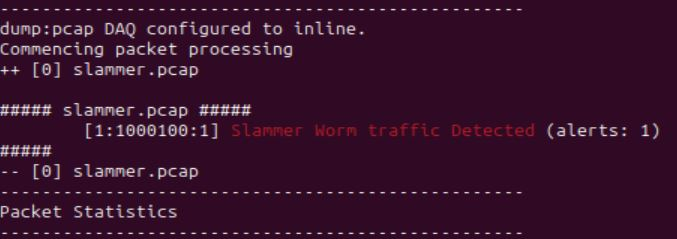 --------------------------------------------------
dump:pcap DAQ configured to inline.
Commencing packet processing
++ [0] slammer.pcap
##### slammer.pcap #####
[1:1000100:1] Slammer Worm traffic Detected (alerts: 1)
#####
-- [0] slammer.pcap
--------------------------------------------------
Packet Statistics
--------------------------------------------------